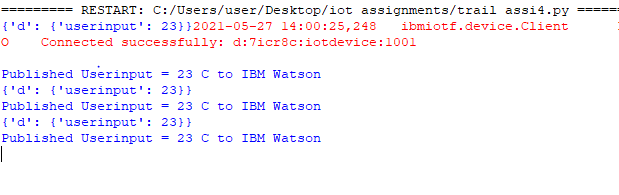 ========= RESTART: C:/Users/user/Desktop/iot assignments/trail assi4.py ======
{'d': {'userinput': 23}}2021-05-27 14:00:25,248   ibmiotf.device.Client
O    Connected successfully: d:7icr8c:iotdevice:1001
Published Userinput = 23 C to IBM Watson
{'d': {'userinput': 23}}
Published Userinput = 23 C to IBM Watson
{'d': {'userinput': 23}}
Published Userinput = 23 C to IBM Watson